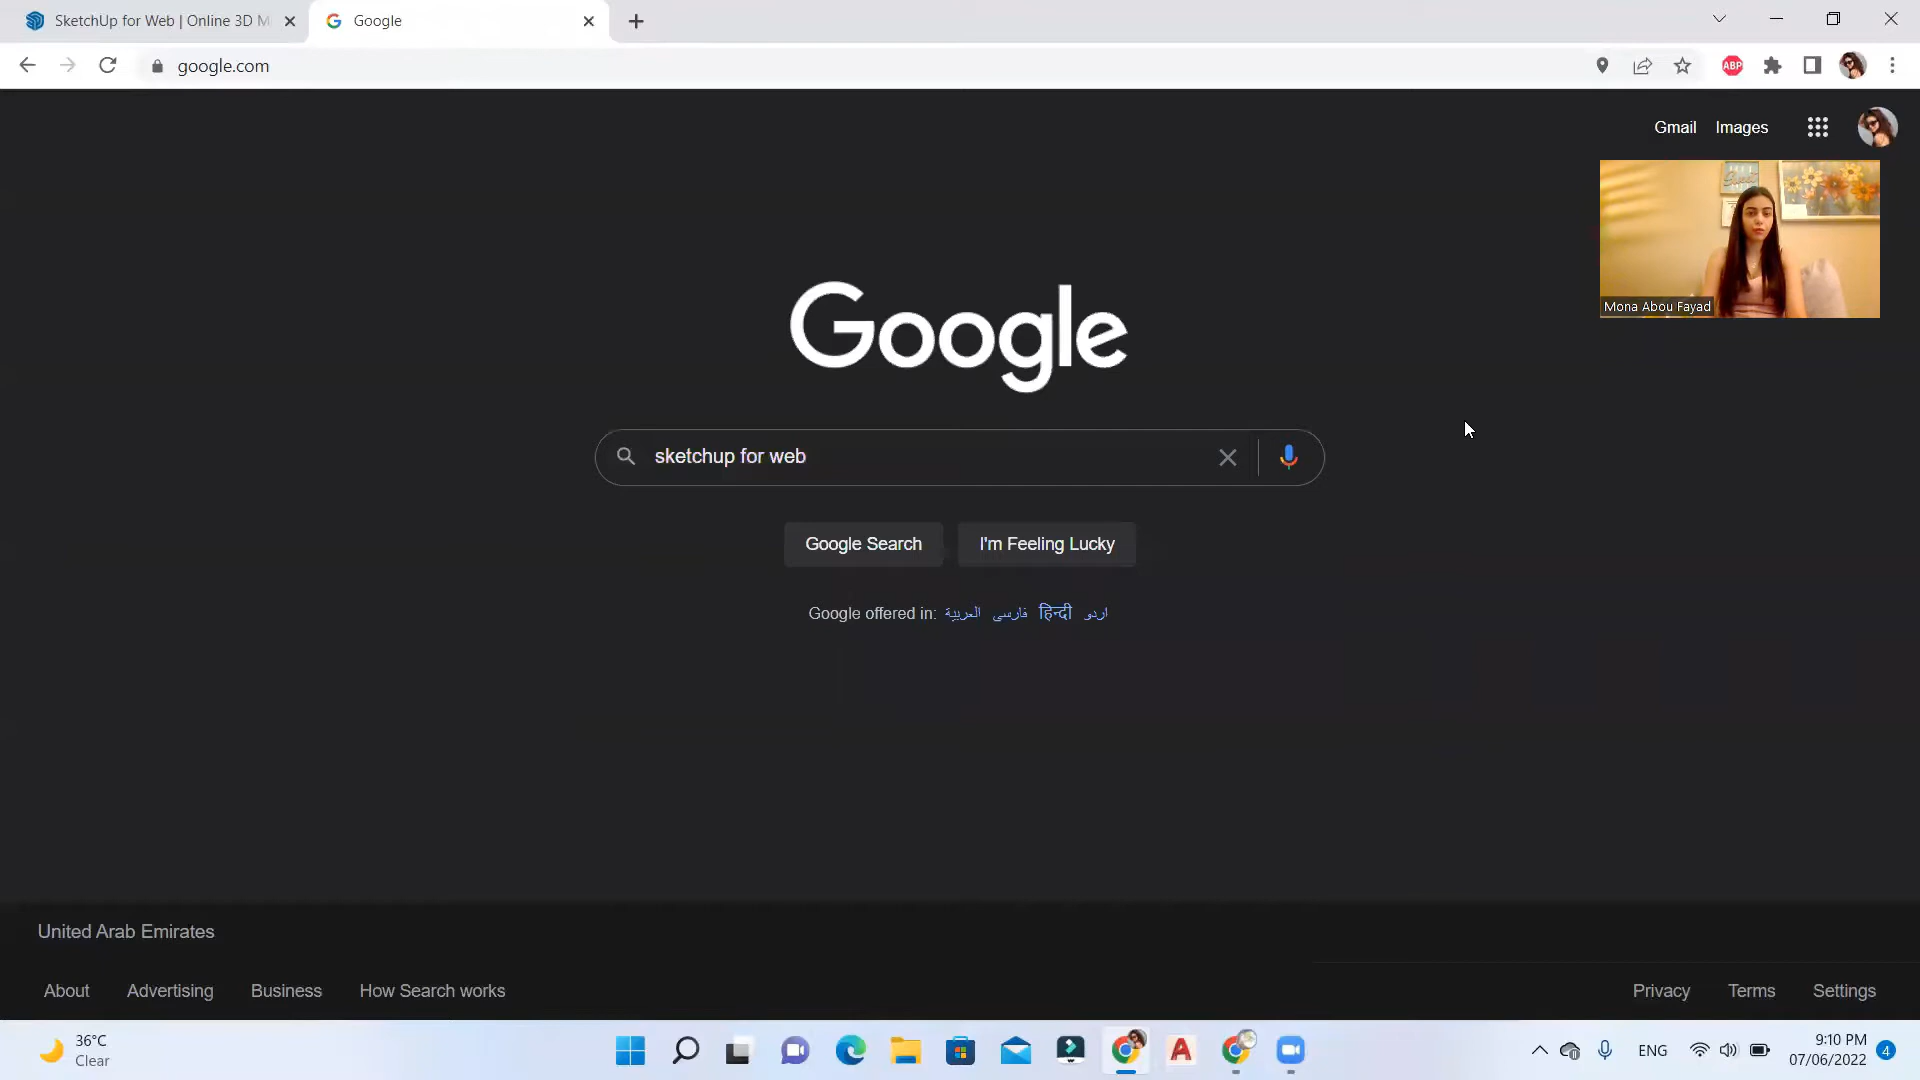 SketchUp for Web | Online 3D M
Google
google.com
ABP
Gmail Images
Mona Abou Fayad
Google
sketchup for web
Google Search I'm Feeling Lucky
Google offered in: العربية فارسی हिन्दी اردو
United Arab Emirates
About Advertising Business How Search works
Privacy Terms Settings
36°C
Clear
ENG
9:10 PM
07/06/2022
4